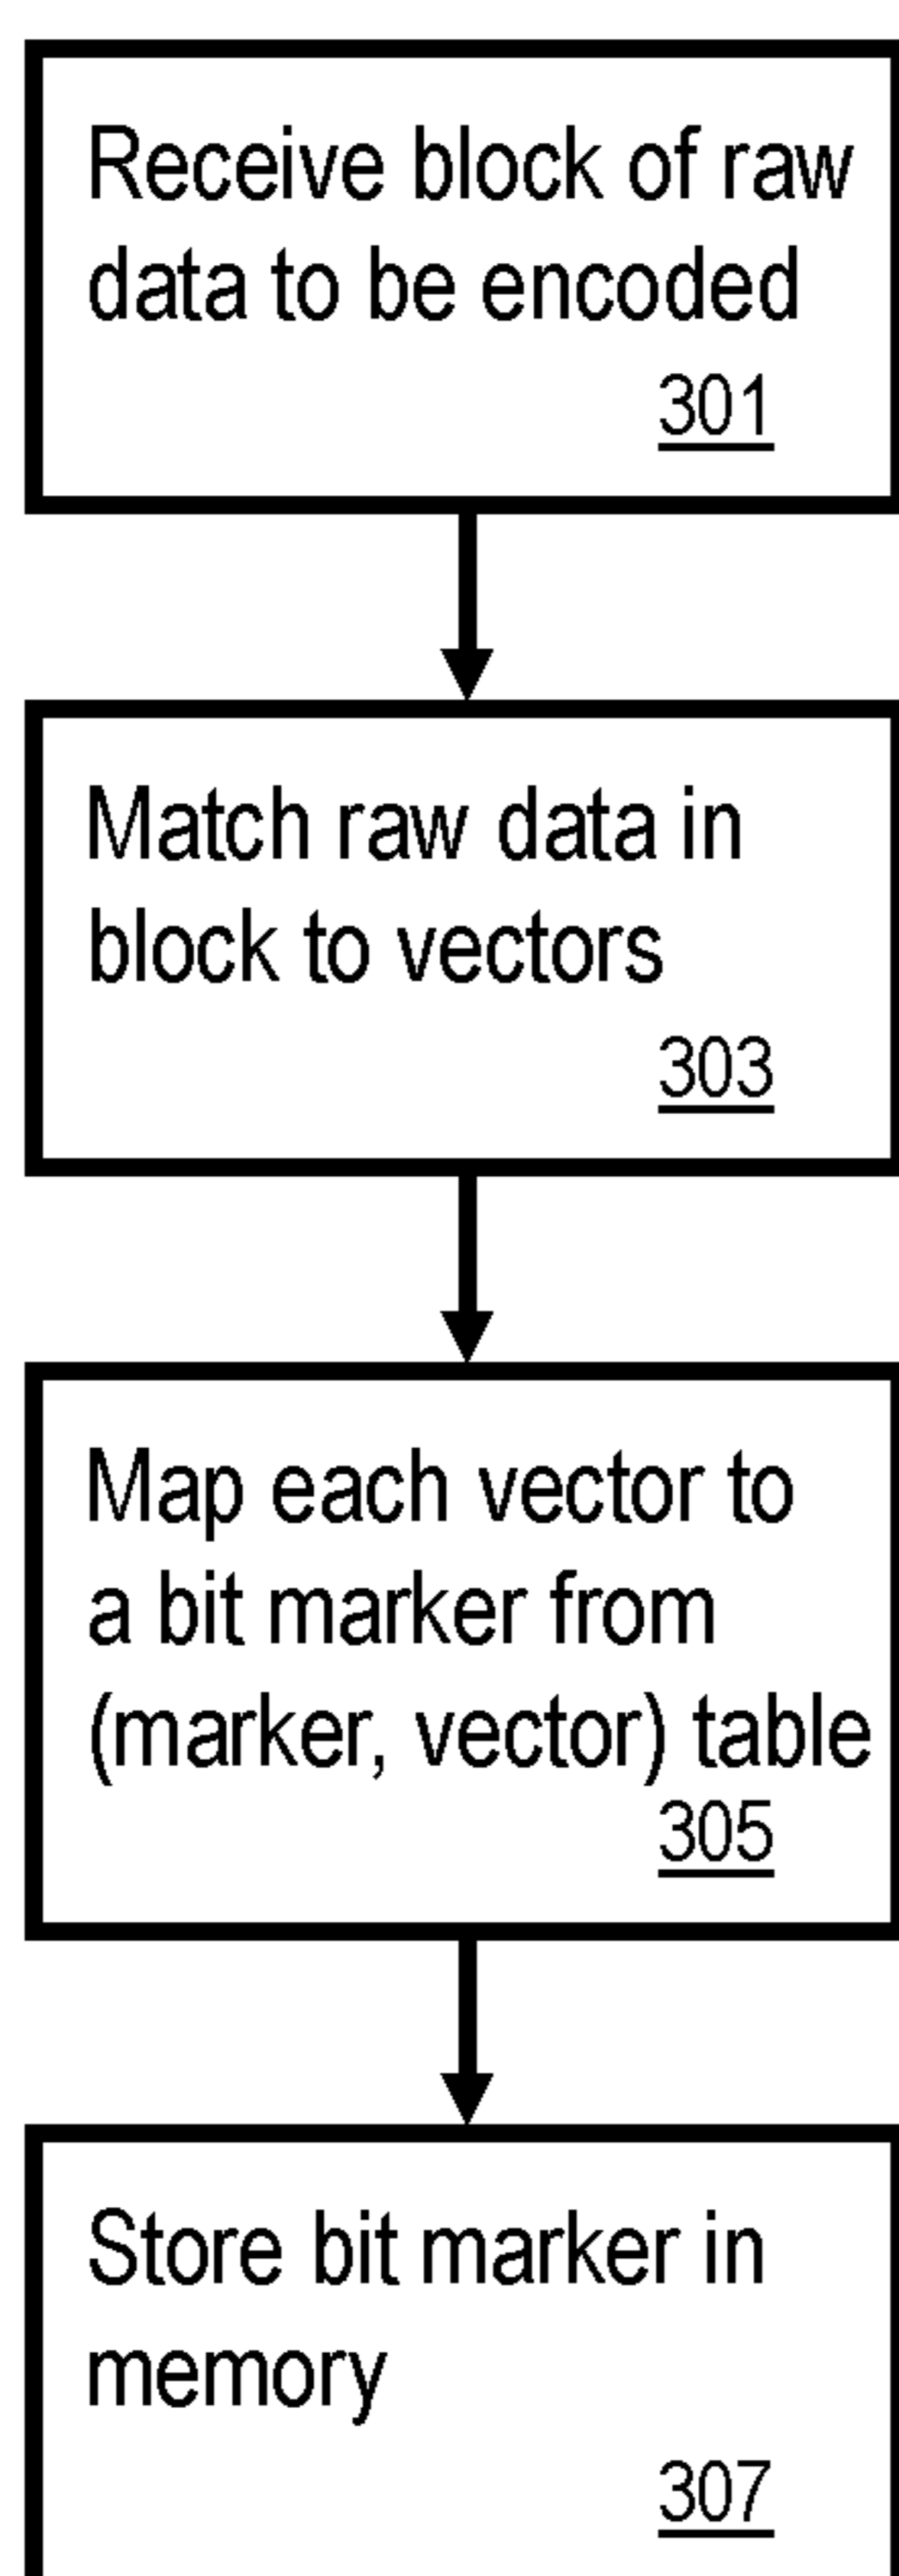 Receive block of raw
data to be encoded
301
Match raw data in
block to vectors
303
Map each vector to
a bit marker from
(marker, vector) table
305
Store bit marker in
memory
307